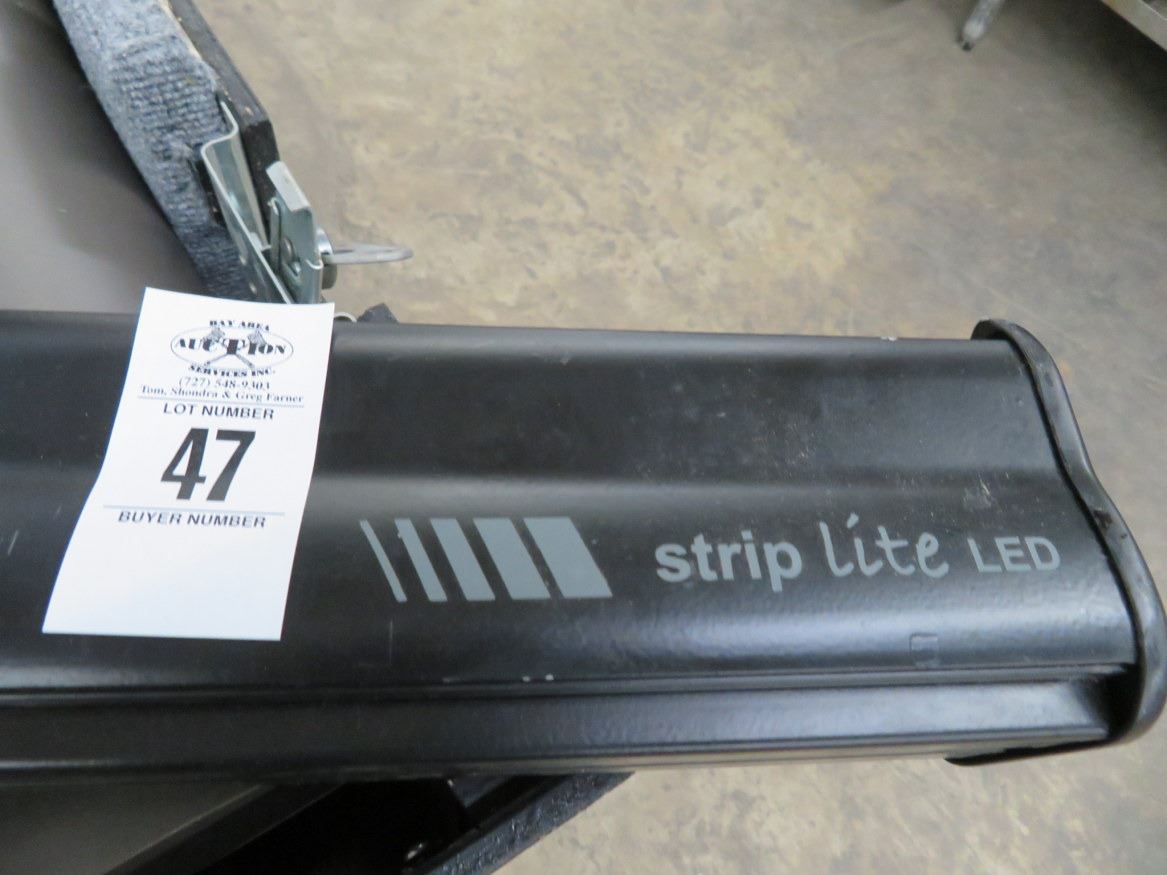 BAY AREA
AUCTION
SERVICES INC.
(727) 548-9303
Tom, Shondra & Greg Farner
LOT NUMBER
47
BUYER NUMBER
strip lite LED